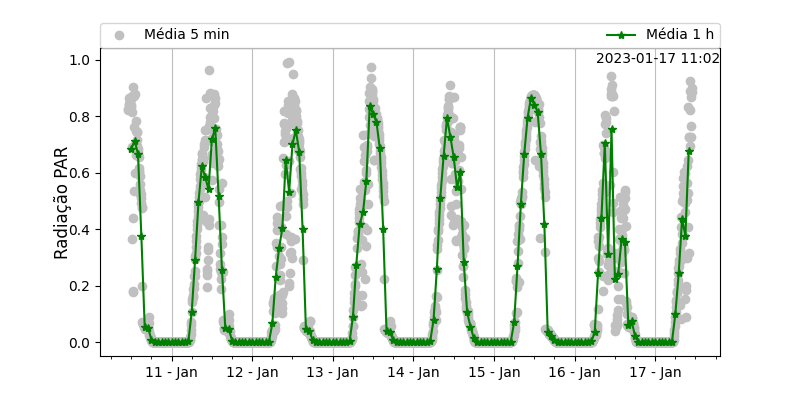 Média 5 min
Média 1 h
2023-01-17 11:02
1.0
0.8
0.6
0.4
0.2
0.0
Radiação PAR
11 - Jan
12 - Jan
13 - Jan
14 - Jan
15 - Jan
16 - Jan
17 - Jan